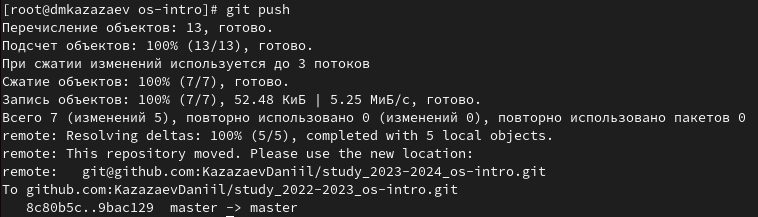 [root@dmkazazaev os-intro]# git push
Перечисление объектов: 13, готово.
Подсчет объектов: 100% (13/13), готово.
При сжатии изменений используется до 3 потоков
Сжатие объектов: 100% (7/7), готово.
Запись объектов: 100% (7/7), 52.48 КиБ | 5.25 МиБ/с, готово.
Всего 7 (изменений 5), повторно использовано 0 (изменений 0), повторно использовано пакетов 0
remote: Resolving deltas: 100% (5/5), completed with 5 local objects.
remote: This repository moved. Please use the new location:
remote:   git@github.com:KazazaevDaniil/study_2023-2024_os-intro.git
To github.com:KazazaevDaniil/study_2022-2023_os-intro.git
   8c80b5c..9bac129  master -> master